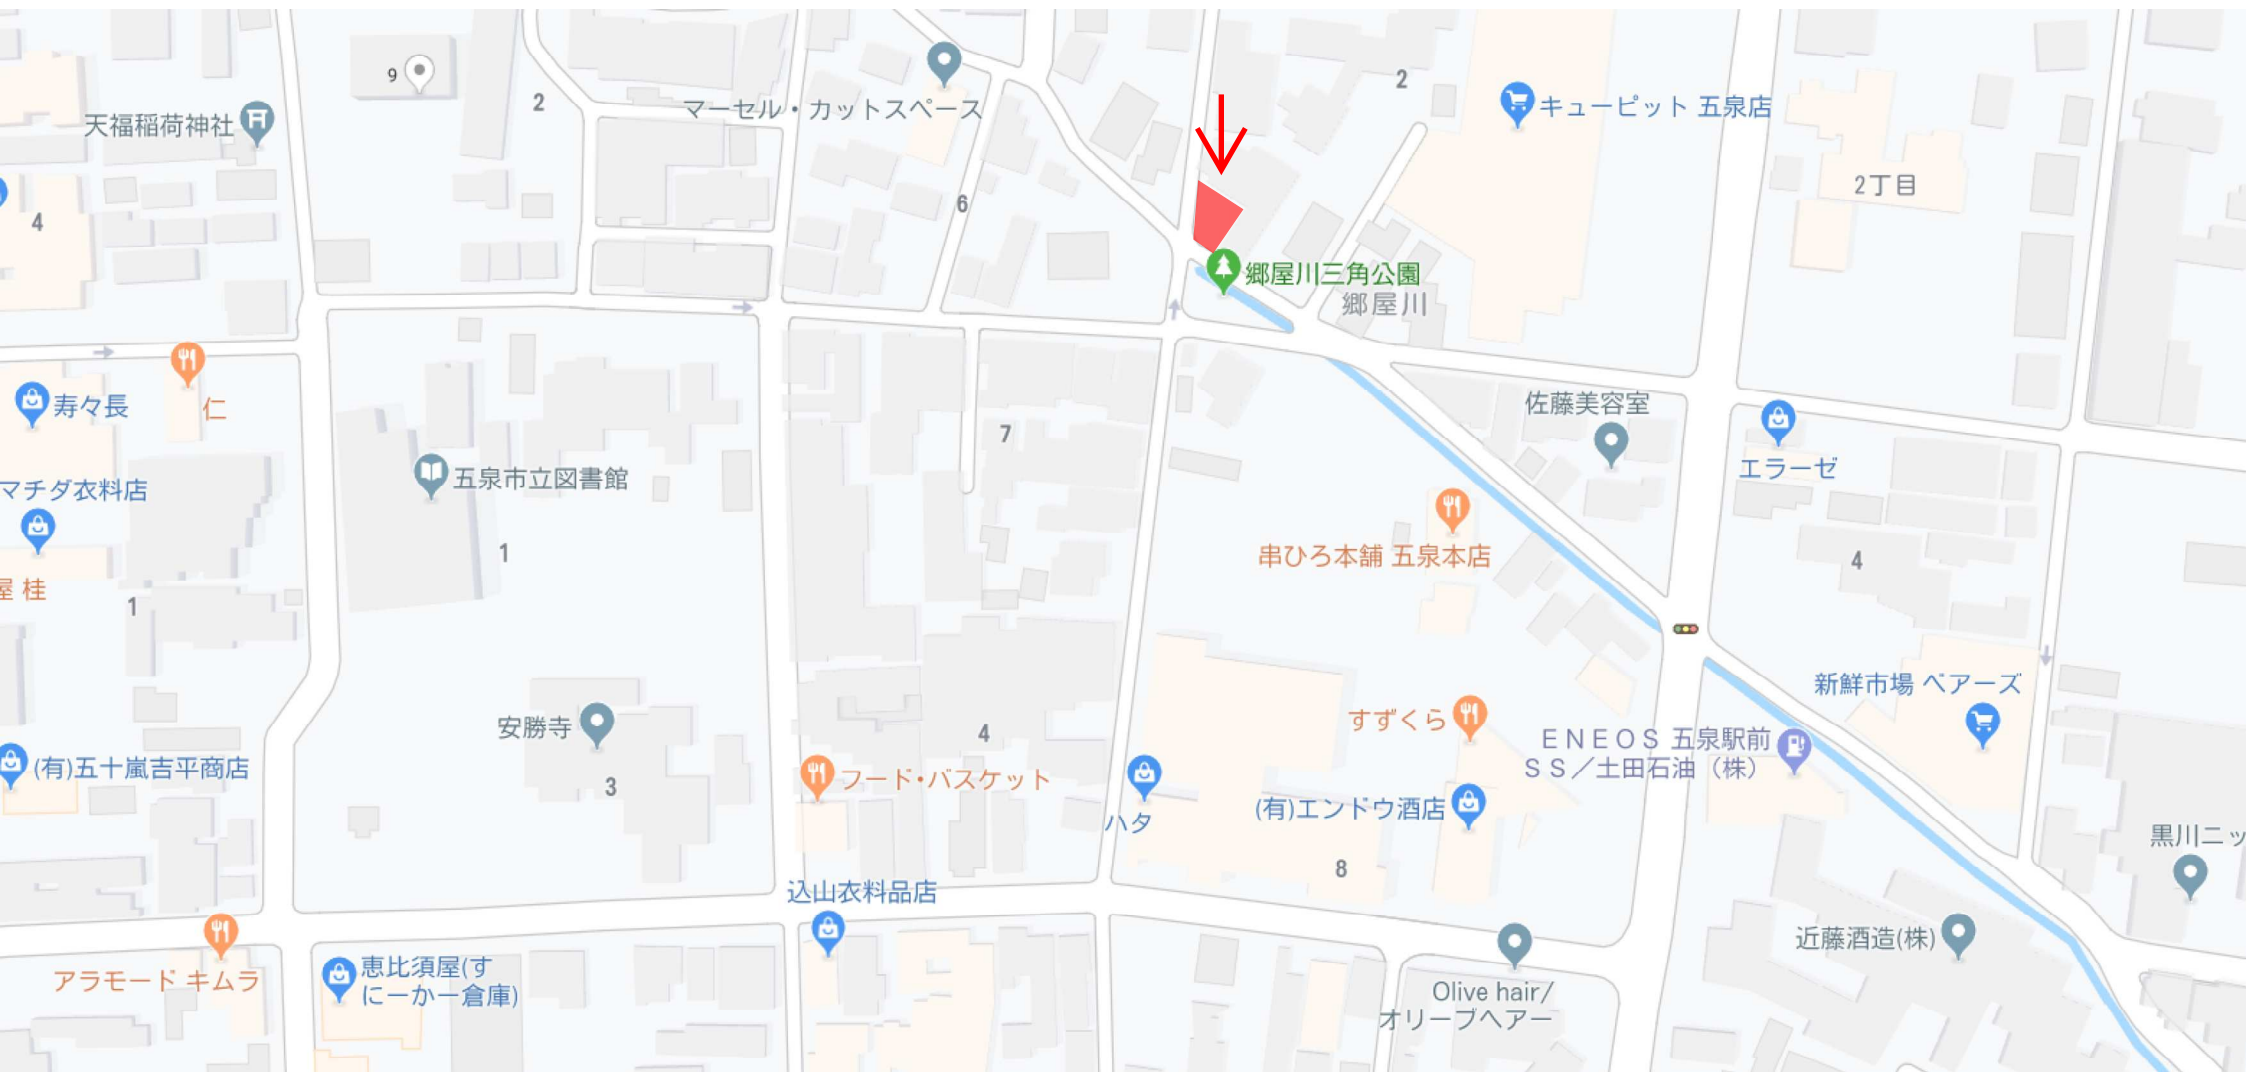 9
2
マーセル・カットスペース
2
キューピット 五泉店
天福稲荷神社
2丁目
4
6
郷屋川三角公園
郷屋川
仁
寿々長
佐藤美容室
7
エラーゼ
五泉市立図書館
マチダ衣料店
串ひろ本舗 五泉本店
1
4
屋 桂
1
新鮮市場 ベアーズ
すずくら
安勝寺
4
ENEOS 五泉駅前
SS/土田石油（株）
(有)五十嵐吉平商店
3
フード・バスケット
ハタ
(有)エンドウ酒店
黒川ニッ
8
込山衣料品店
近藤酒造(株)
アラモード キムラ
恵比須屋(す
にーかー倉庫)
Olive hair/
オリーブヘアー